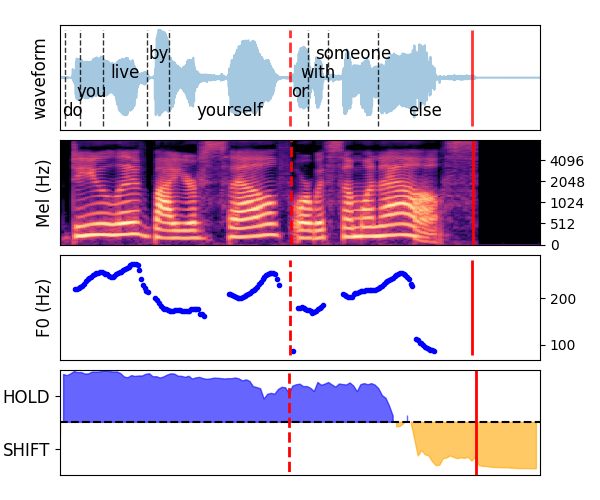 waveform
do
you
live
by
yourself
or
with
someone
else
Mel (Hz)
4096
2048
1024
512
0
F0 (Hz)
200
100
HOLD
SHIFT